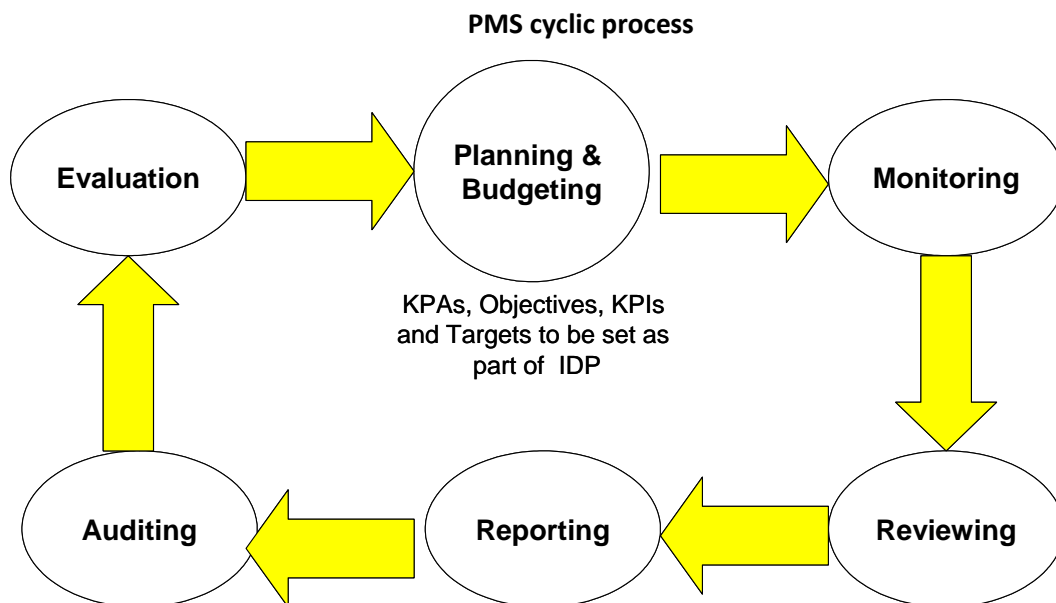 PMS cyclic process
Evaluation
Planning &
Budgeting
Monitoring
KPAs, Objectives, KPIs
and Targets to be set as
part of IDP
Auditing
Reporting
Reviewing